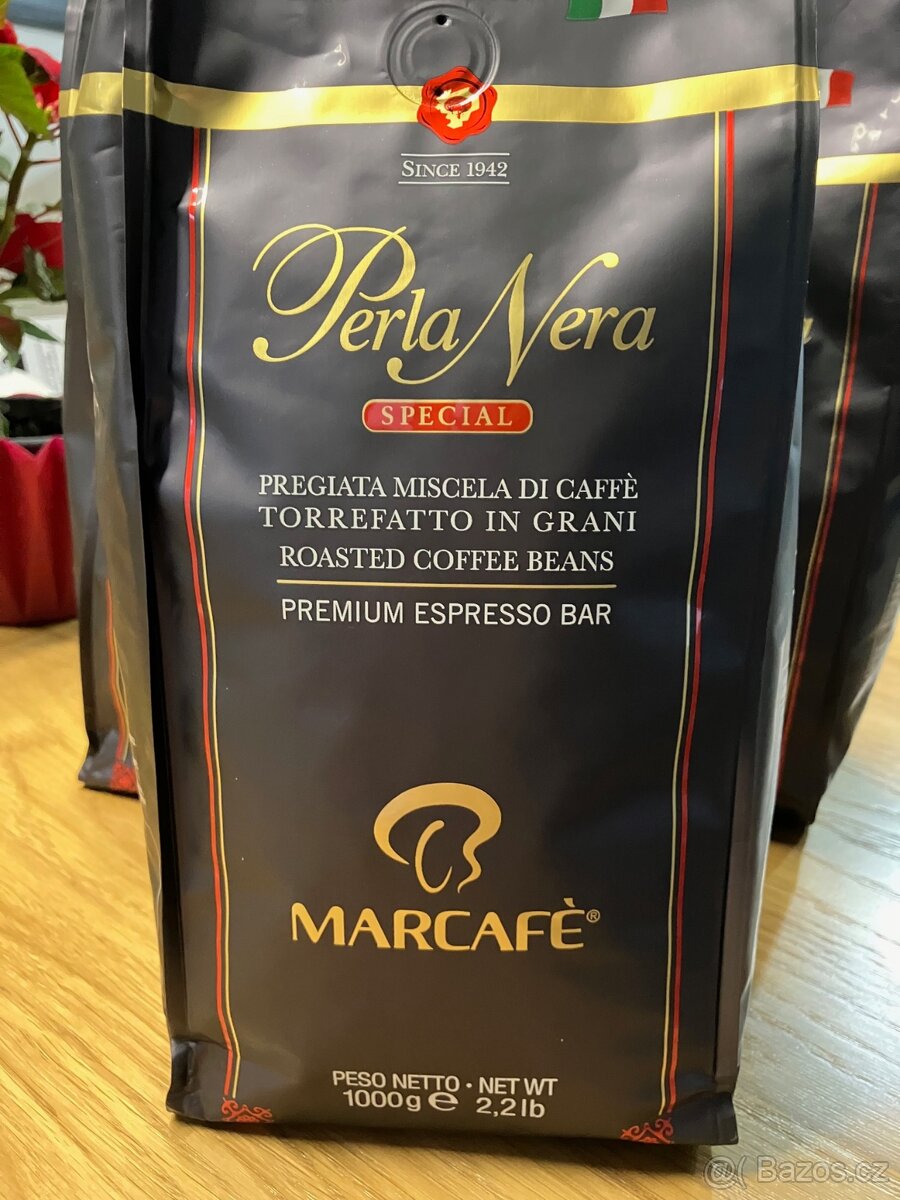 SINCE 1942
Perla Nera
SPECIAL
PREGIATA MISCELA DI CAFFÈ
TORREFATTO IN GRANI
ROASTED COFFEE BEANS
PREMIUM ESPRESSO BAR
MARCAFÈ®
PESO NETTO · NET WT
1000g e 2,2lb
@( Bazoš.cz